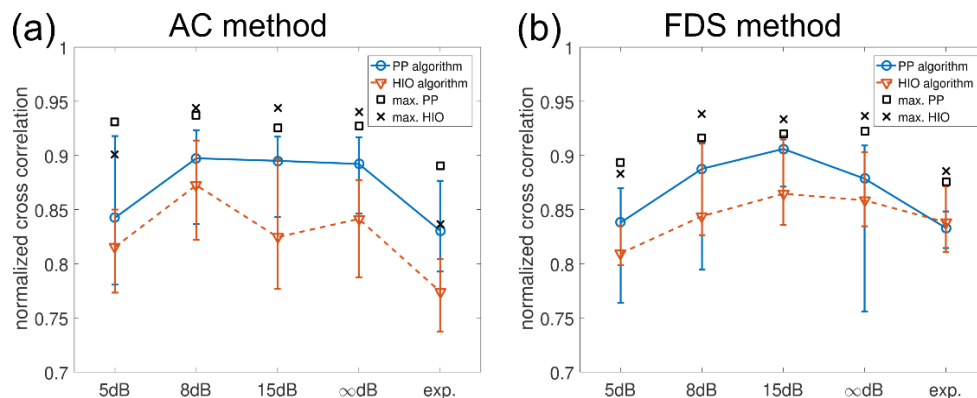 (a) AC method
1
0.95
0.9
0.85
0.8
0.75
0.7
normalized cross correlation
PP algorithm
HIO algorithm
max. PP
max. HIO
5dB 8dB 15dB ∞dB exp.
(b) FDS method
1
0.95
0.9
0.85
0.8
0.75
0.7
normalized cross correlation
PP algorithm
HIO algorithm
max. PP
max. HIO
5dB 8dB 15dB ∞dB exp.